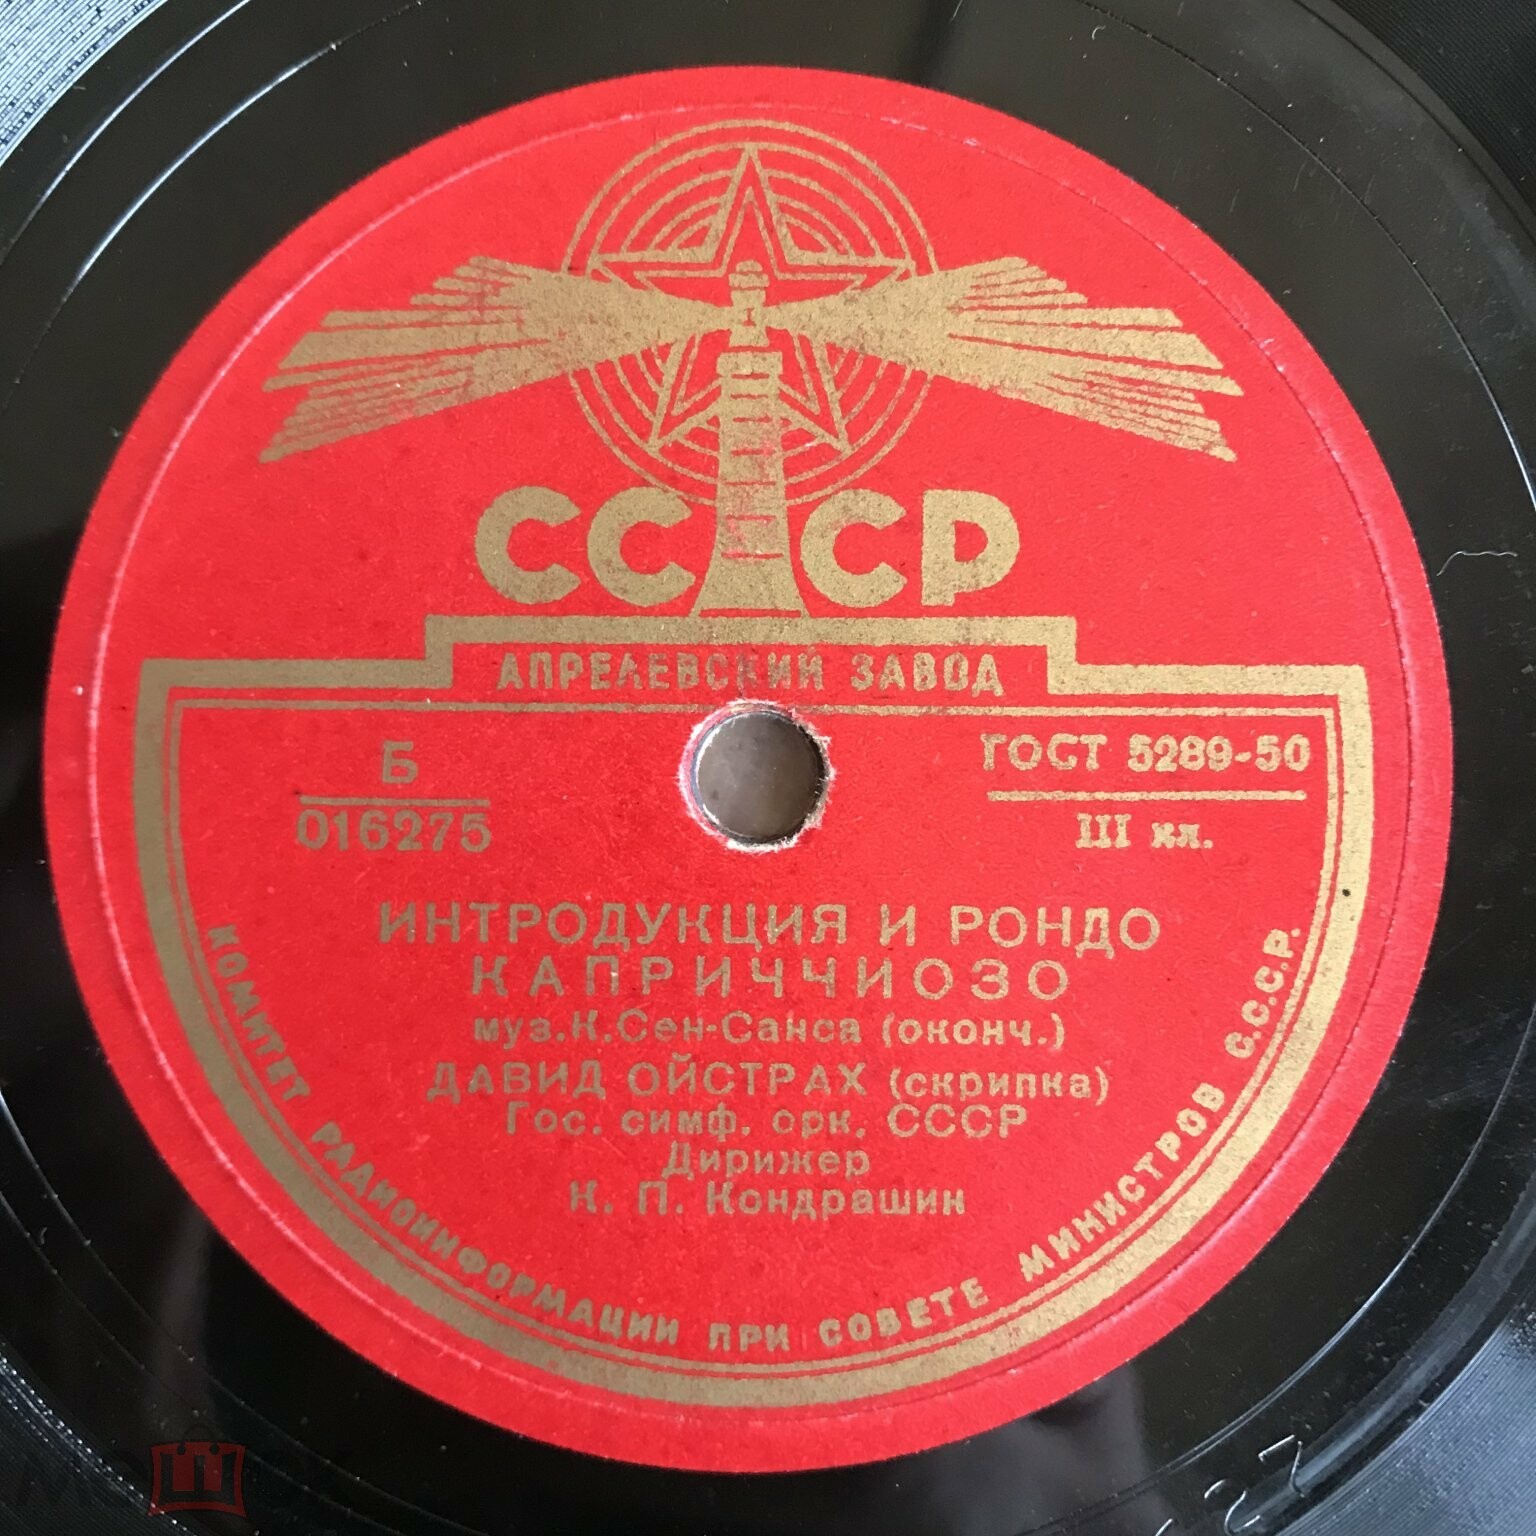 СССР
АПРЕЛЕВСКИЙ ЗАВОД
Б
016275
ГОСТ 5289-50
III кл.
ИНТРОДУКЦИЯ И РОНДО
КАПРИЧЧИОЗО
муз.К.Сен-Санса (оконч.)
ДАВИД ОЙСТРАХ (скрипка)
Гос. симф. орк. СССР
Дирижер
К. П. Кондрашин
КОМИТЕТ РАДИОИНФОРМАЦИИ ПРИ СОВЕТЕ МИНИСТРОВ С.С.С.Р.